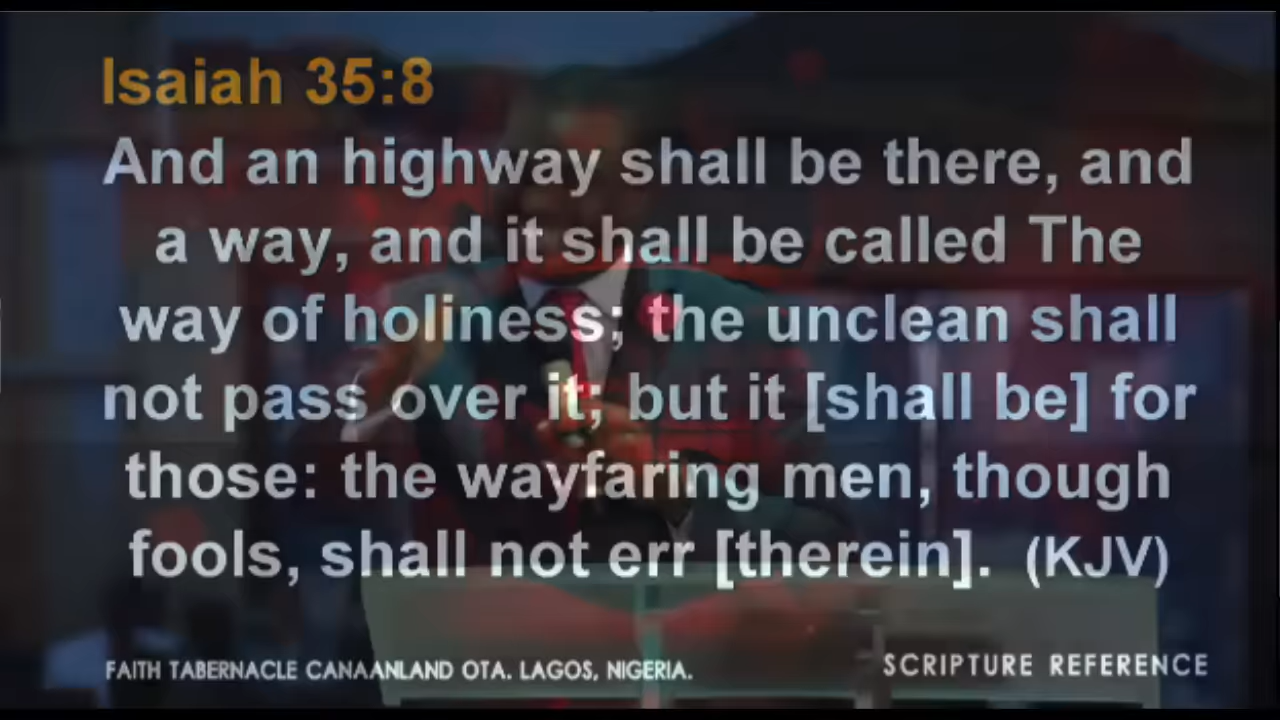 Isaiah 35:8
And an highway shall be there, and
a way, and it shall be called The
way of holiness; the unclean shall
not pass over it; but it [shall be] for
those: the wayfaring men, though
fools, shall not err [therein]. (KJV)
FAITH TABERNACLE CANAANLAND OTA. LAGOS, NIGERIA.
SCRIPTURE REFERENCE